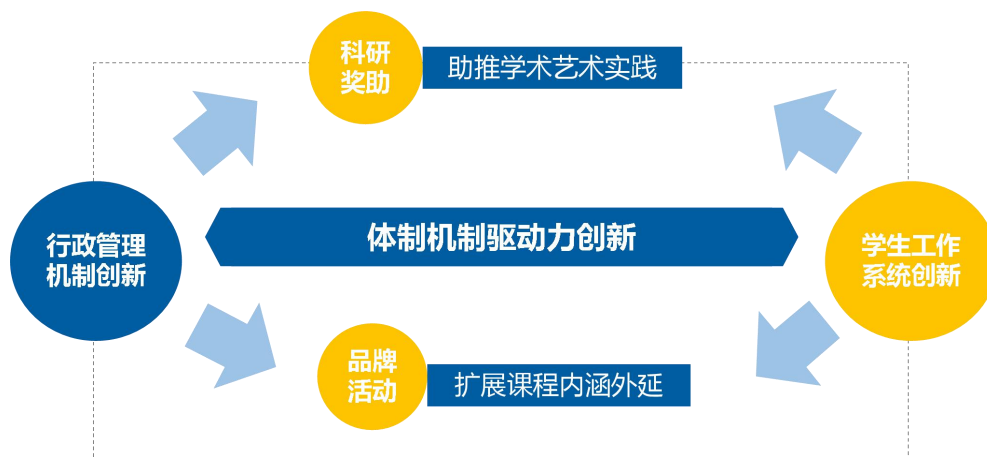 科研
奖助
助推学术艺术实践
行政管理
机制创新
体制机制驱动力创新
学生工作
系统创新
品牌
活动
扩展课程内涵外延